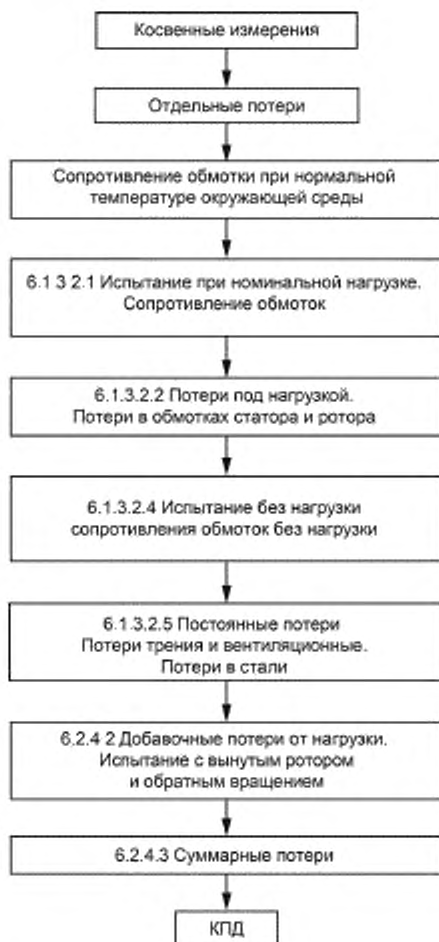 Косвенные измерения
Отдельные потери
Сопротивление обмотки при нормальной
температуре окружающей среды
6.1 3 2.1 Испытание при номинальной нагрузке.
Сопротивление обмоток
6.1.3.2.2 Потери под нагрузкой.
Потери в обмотках статора и ротора
6.1.3.2.4 Испытание без нагрузки
сопротивления обмоток без нагрузки
6.1.3.2.5 Постоянные потери
Потери трения и вентиляционные.
Потери в стали
6.2.4 2 Добавочные потери от нагрузки.
Испытание с вынутым ротором
и обратным вращением
6.2.4.3 Суммарные потери
КПД